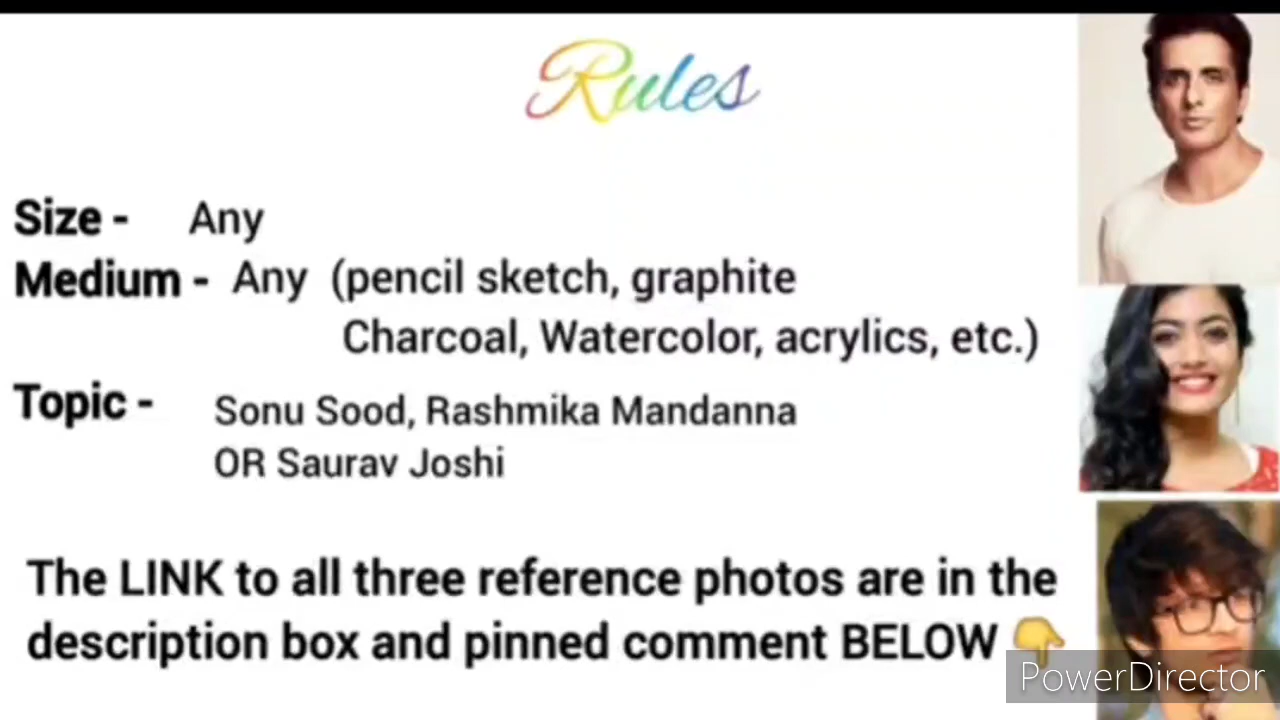 Rules
Size - Any
Medium - Any (pencil sketch, graphite
Charcoal, Watercolor, acrylics, etc.)
Topic - Sonu Sood, Rashmika Mandanna
OR Saurav Joshi
The LINK to all three reference photos are in the
description box and pinned comment BELOW 👇
PowerDirector